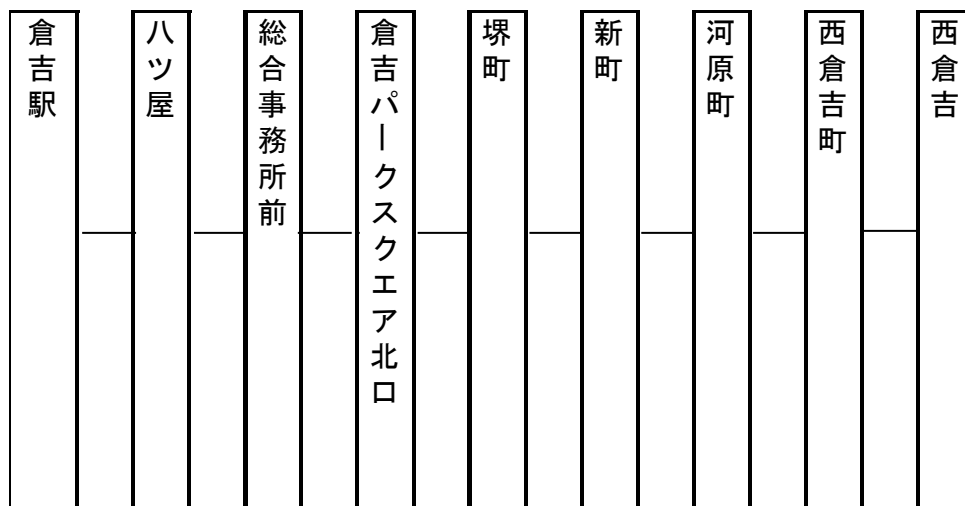 倉吉駅
八ツ屋
総合事務所前
倉吉パークスクエア北口
堺町
新町
河原町
西倉吉町
西倉吉